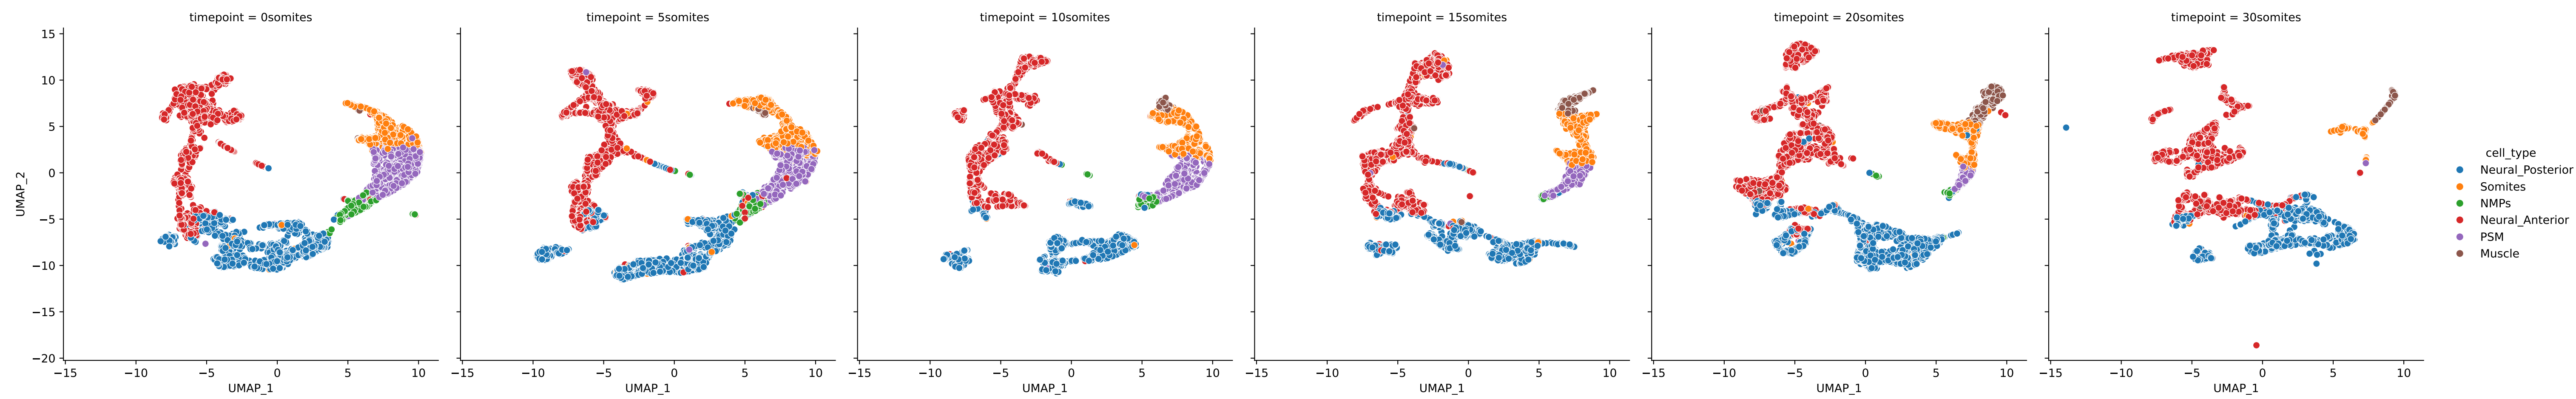 timepoint = 0somites
timepoint = 5somites
timepoint = 10somites
timepoint = 15somites
timepoint = 20somites
timepoint = 30somites
UMAP_2
15
10
5
0
−5
−10
−15
−20
−15 −10 −5 0 5 10
−15 −10 −5 0 5 10
−15 −10 −5 0 5 10
−15 −10 −5 0 5 10
−15 −10 −5 0 5 10
−15 −10 −5 0 5 10
UMAP_1
UMAP_1
UMAP_1
UMAP_1
UMAP_1
UMAP_1
cell_type
Neural_Posterior
Somites
NMPs
Neural_Anterior
PSM
Muscle